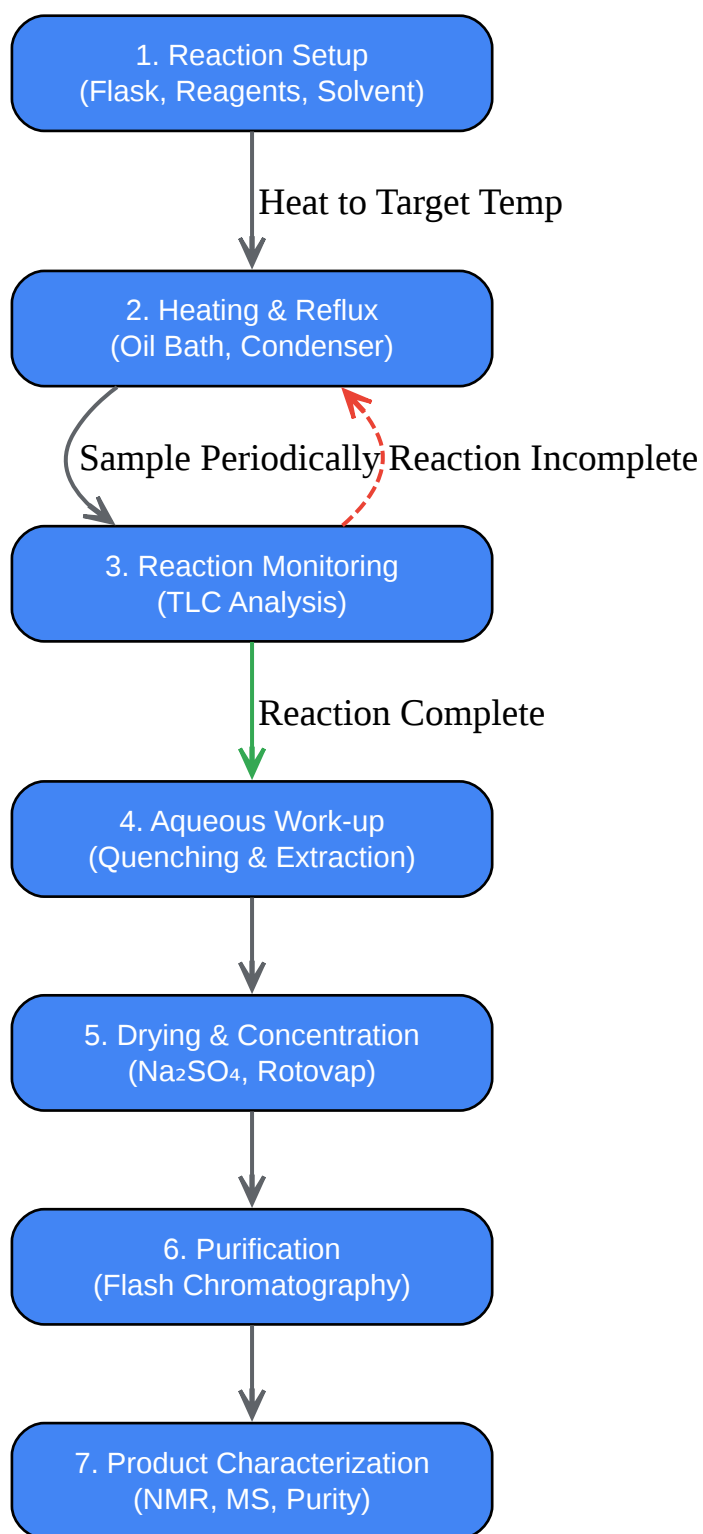 1. Reaction Setup
(Flask, Reagents, Solvent)
Heat to Target Temp
2. Heating & Reflux
(Oil Bath, Condenser)
Sample Periodically
Reaction Incomplete
3. Reaction Monitoring
(TLC Analysis)
Reaction Complete
4. Aqueous Work-up
(Quenching & Extraction)
5. Drying & Concentration
(Na₂SO₄, Rotovap)
6. Purification
(Flash Chromatography)
7. Product Characterization
(NMR, MS, Purity)